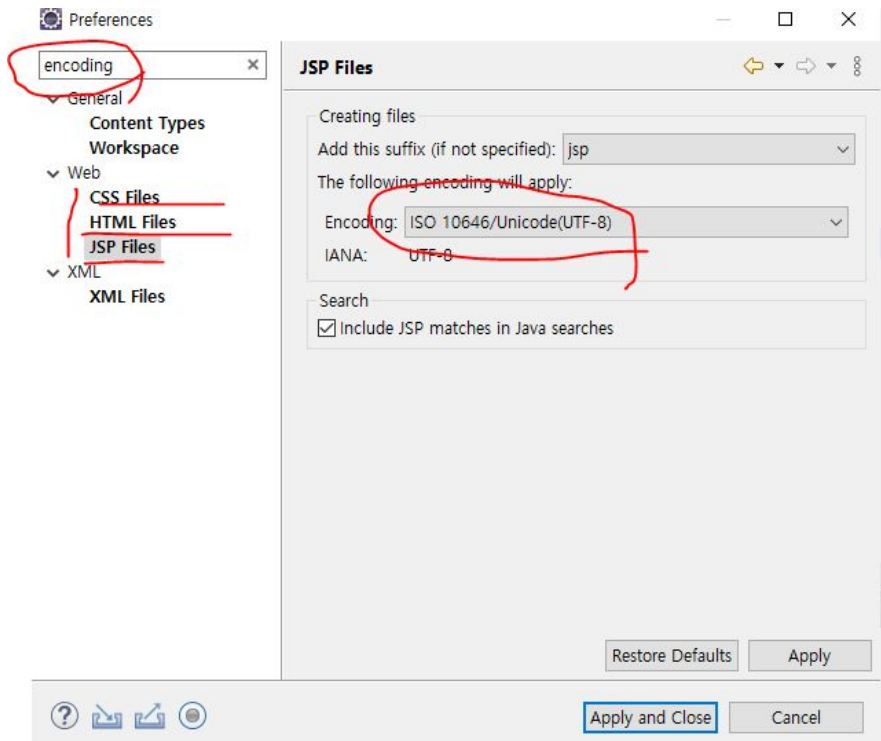 Preferences
encoding
JSP Files
General
Content Types
Workspace
Web
CSS Files
HTML Files
JSP Files
XML
XML Files
Creating files
Add this suffix (if not specified): jsp
The following encoding will apply:
Encoding: ISO 10646/Unicode(UTF-8)
IANA: UTF-8
Search
Include JSP matches in Java searches
Restore Defaults Apply
Apply and Close Cancel